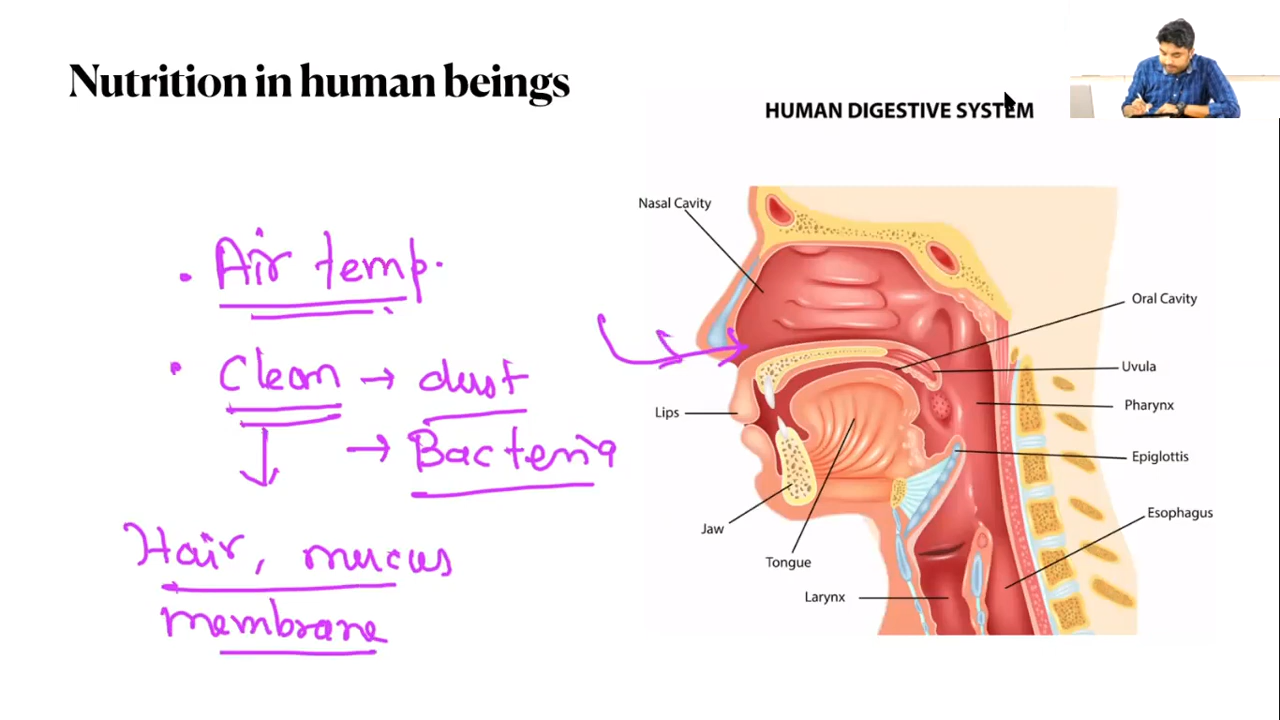 Nutrition in human beings
HUMAN DIGESTIVE SYSTEM
• Air temp.
• Clean → dust
→ Bacteria
Hair, mucus
membrane
Nasal Cavity
Oral Cavity
Uvula
Lips
Pharynx
Epiglottis
Esophagus
Jaw
Tongue
Larynx